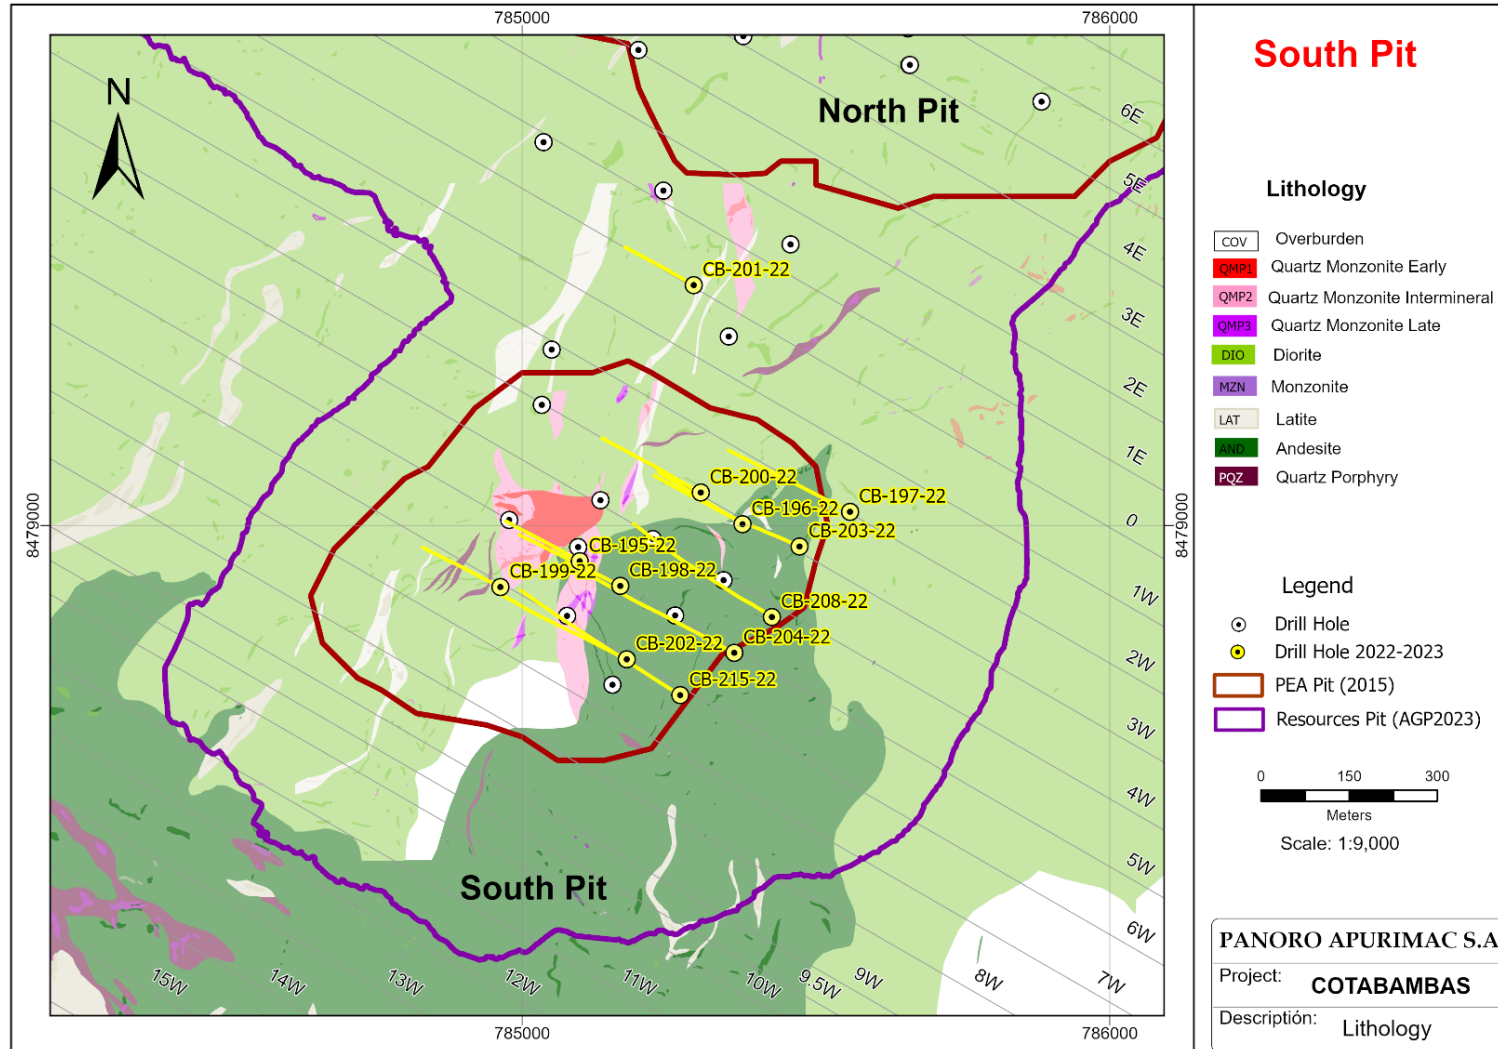 785000
786000
South Pit
N
North Pit
6E
5E
4E
3E
2E
1E
0
1W
2W
3W
4W
5W
6W
7W
8W
9W
9.5W
10W
11W
12W
13W
14W
15W
8479000
8479000
CB-201-22
CB-200-22
CB-197-22
CB-196-22
CB-203-22
CB-195-22
CB-199-22
CB-198-22
CB-208-22
CB-202-22
CB-204-22
CB-215-22
South Pit
785000
786000
Lithology
COV Overburden
QMP1 Quartz Monzonite Early
QMP2 Quartz Monzonite Intermineral
QMP3 Quartz Monzonite Late
DIO Diorite
MZN Monzonite
LAT Latite
AND Andesite
PQZ Quartz Porphyry
Legend
Drill Hole
Drill Hole 2022-2023
PEA Pit (2015)
Resources Pit (AGP2023)
0 150 300
Meters
Scale: 1:9,000
PANORO APURIMAC S.A
Project: COTABAMBAS
Descriptión: Lithology